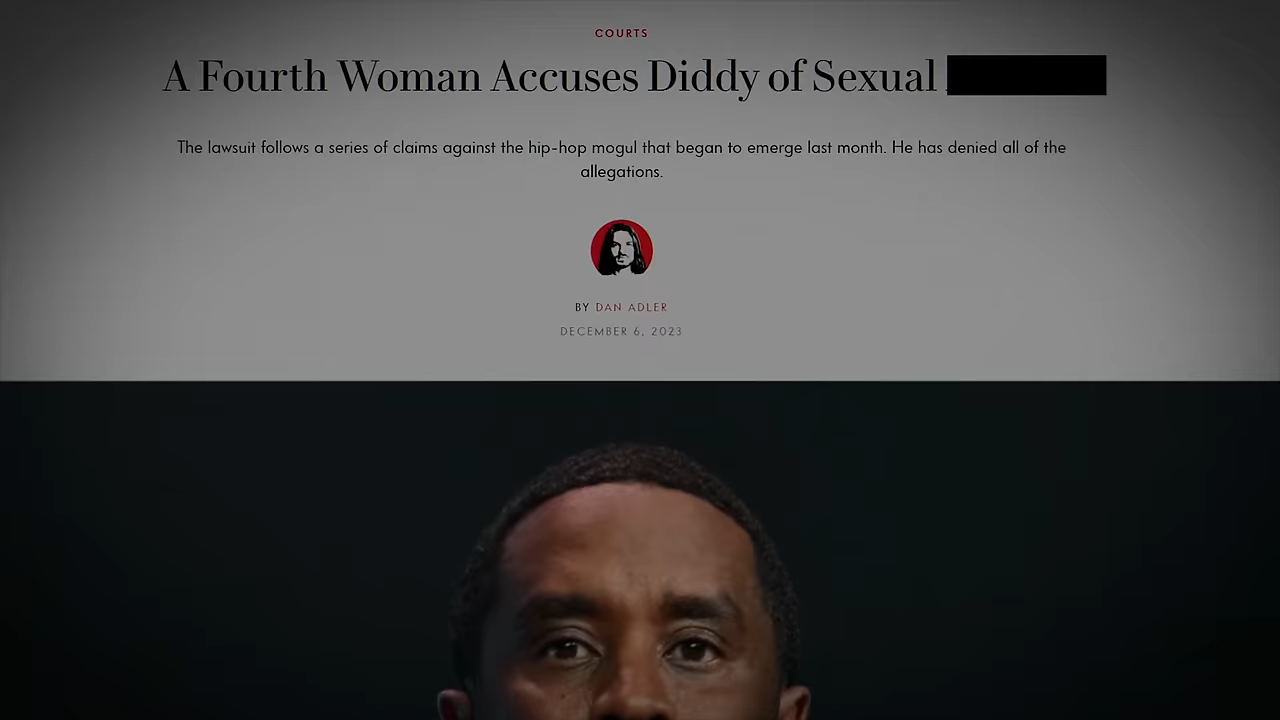 COURTS
A Fourth Woman Accuses Diddy of Sexual
The lawsuit follows a series of claims against the hip-hop mogul that began to emerge last month. He has denied all of the
allegations.
BY DAN ADLER
DECEMBER 6, 2023